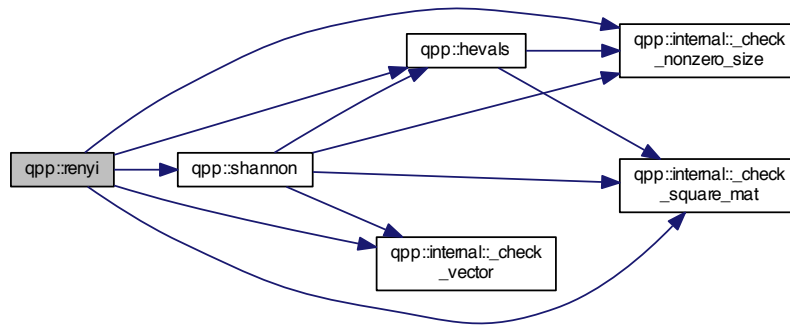 qpp::renyi
qpp::shannon
qpp::hevals
qpp::internal::_check
_vector
qpp::internal::_check
_nonzero_size
qpp::internal::_check
_square_mat